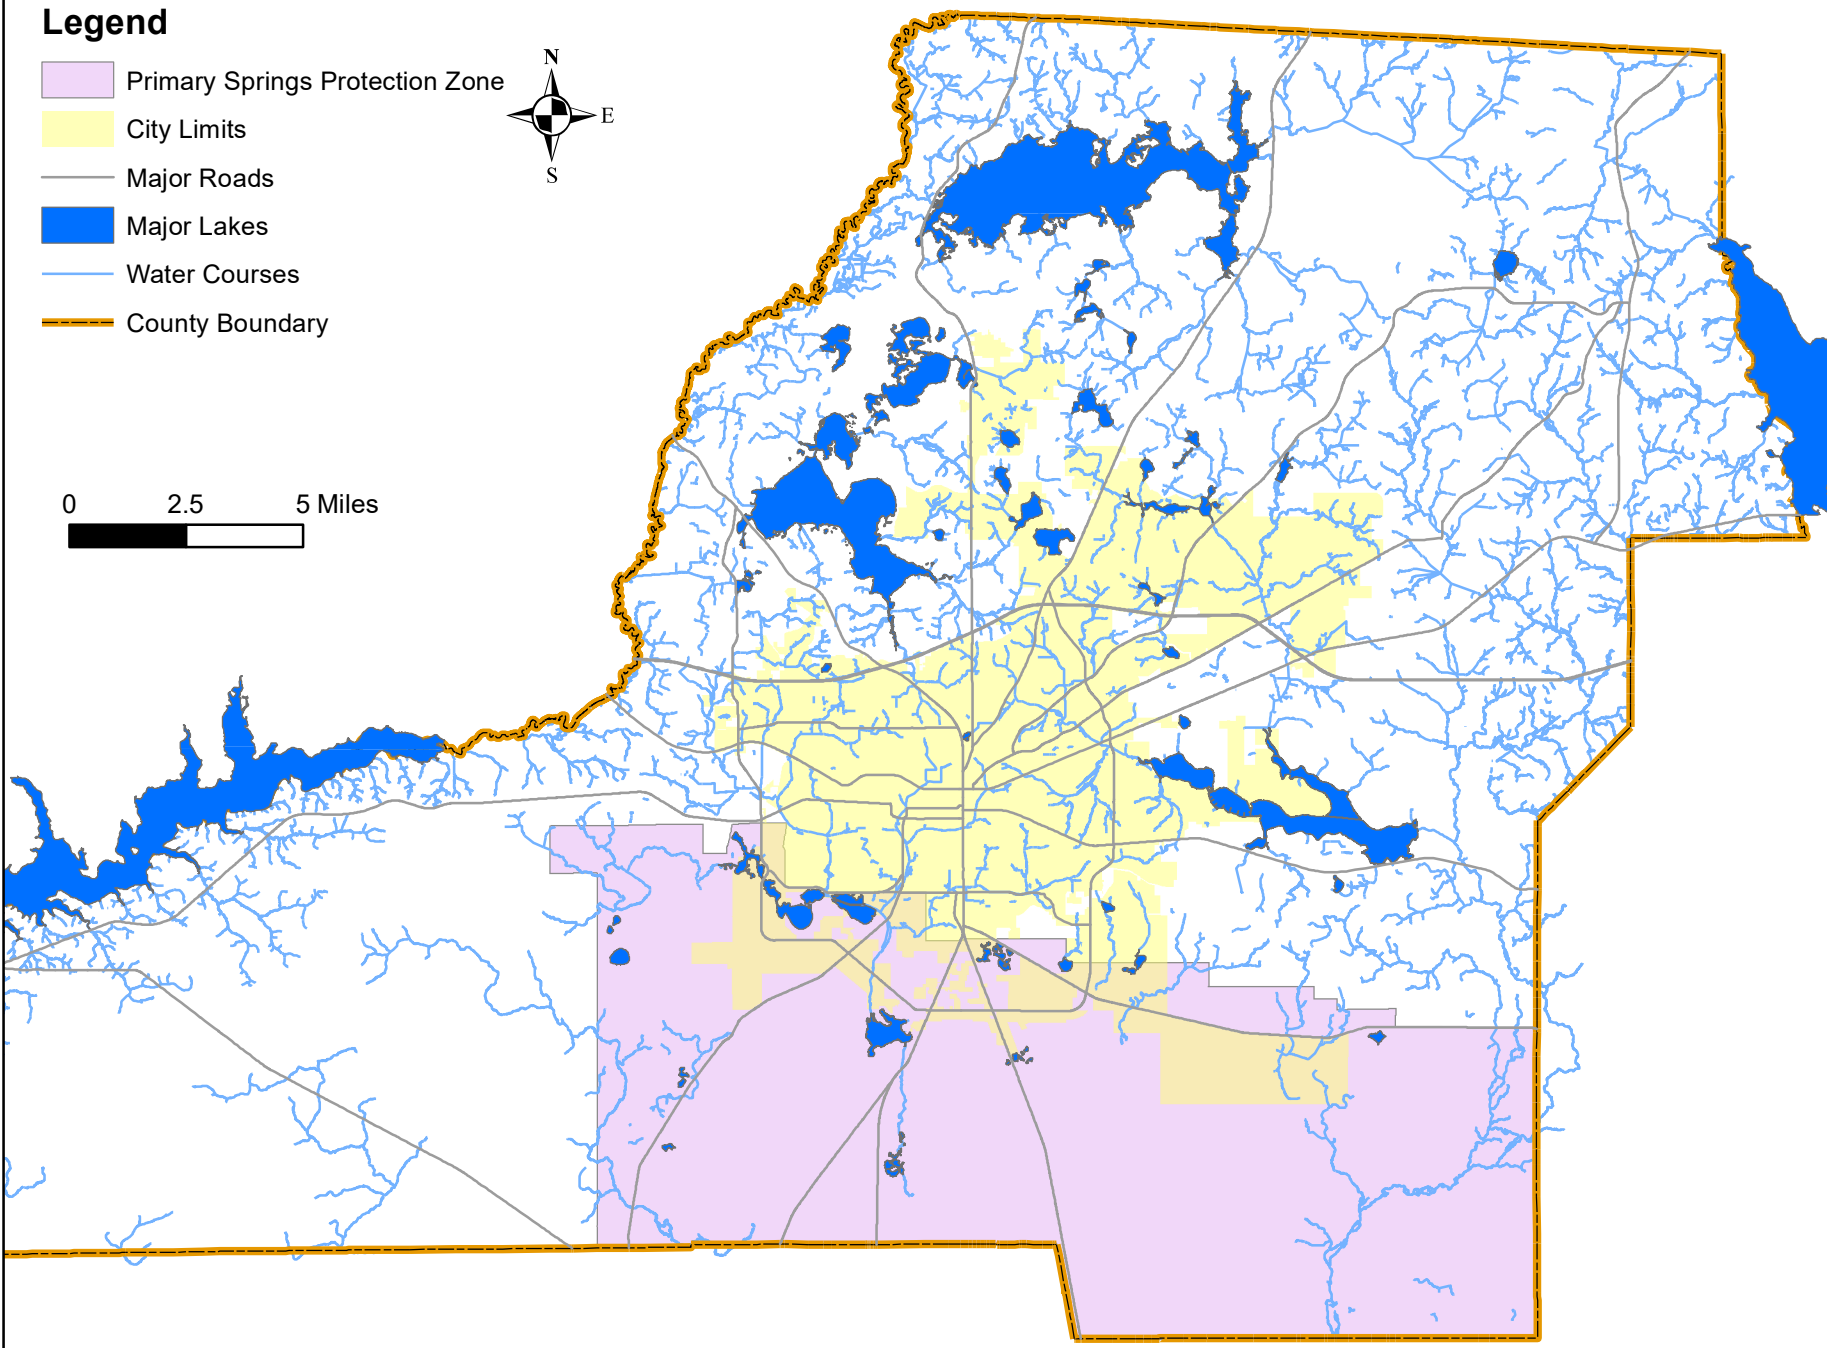 Legend
Primary Springs Protection Zone
City Limits
Major Roads
Major Lakes
Water Courses
County Boundary
N
E
S
0 2.5 5 Miles